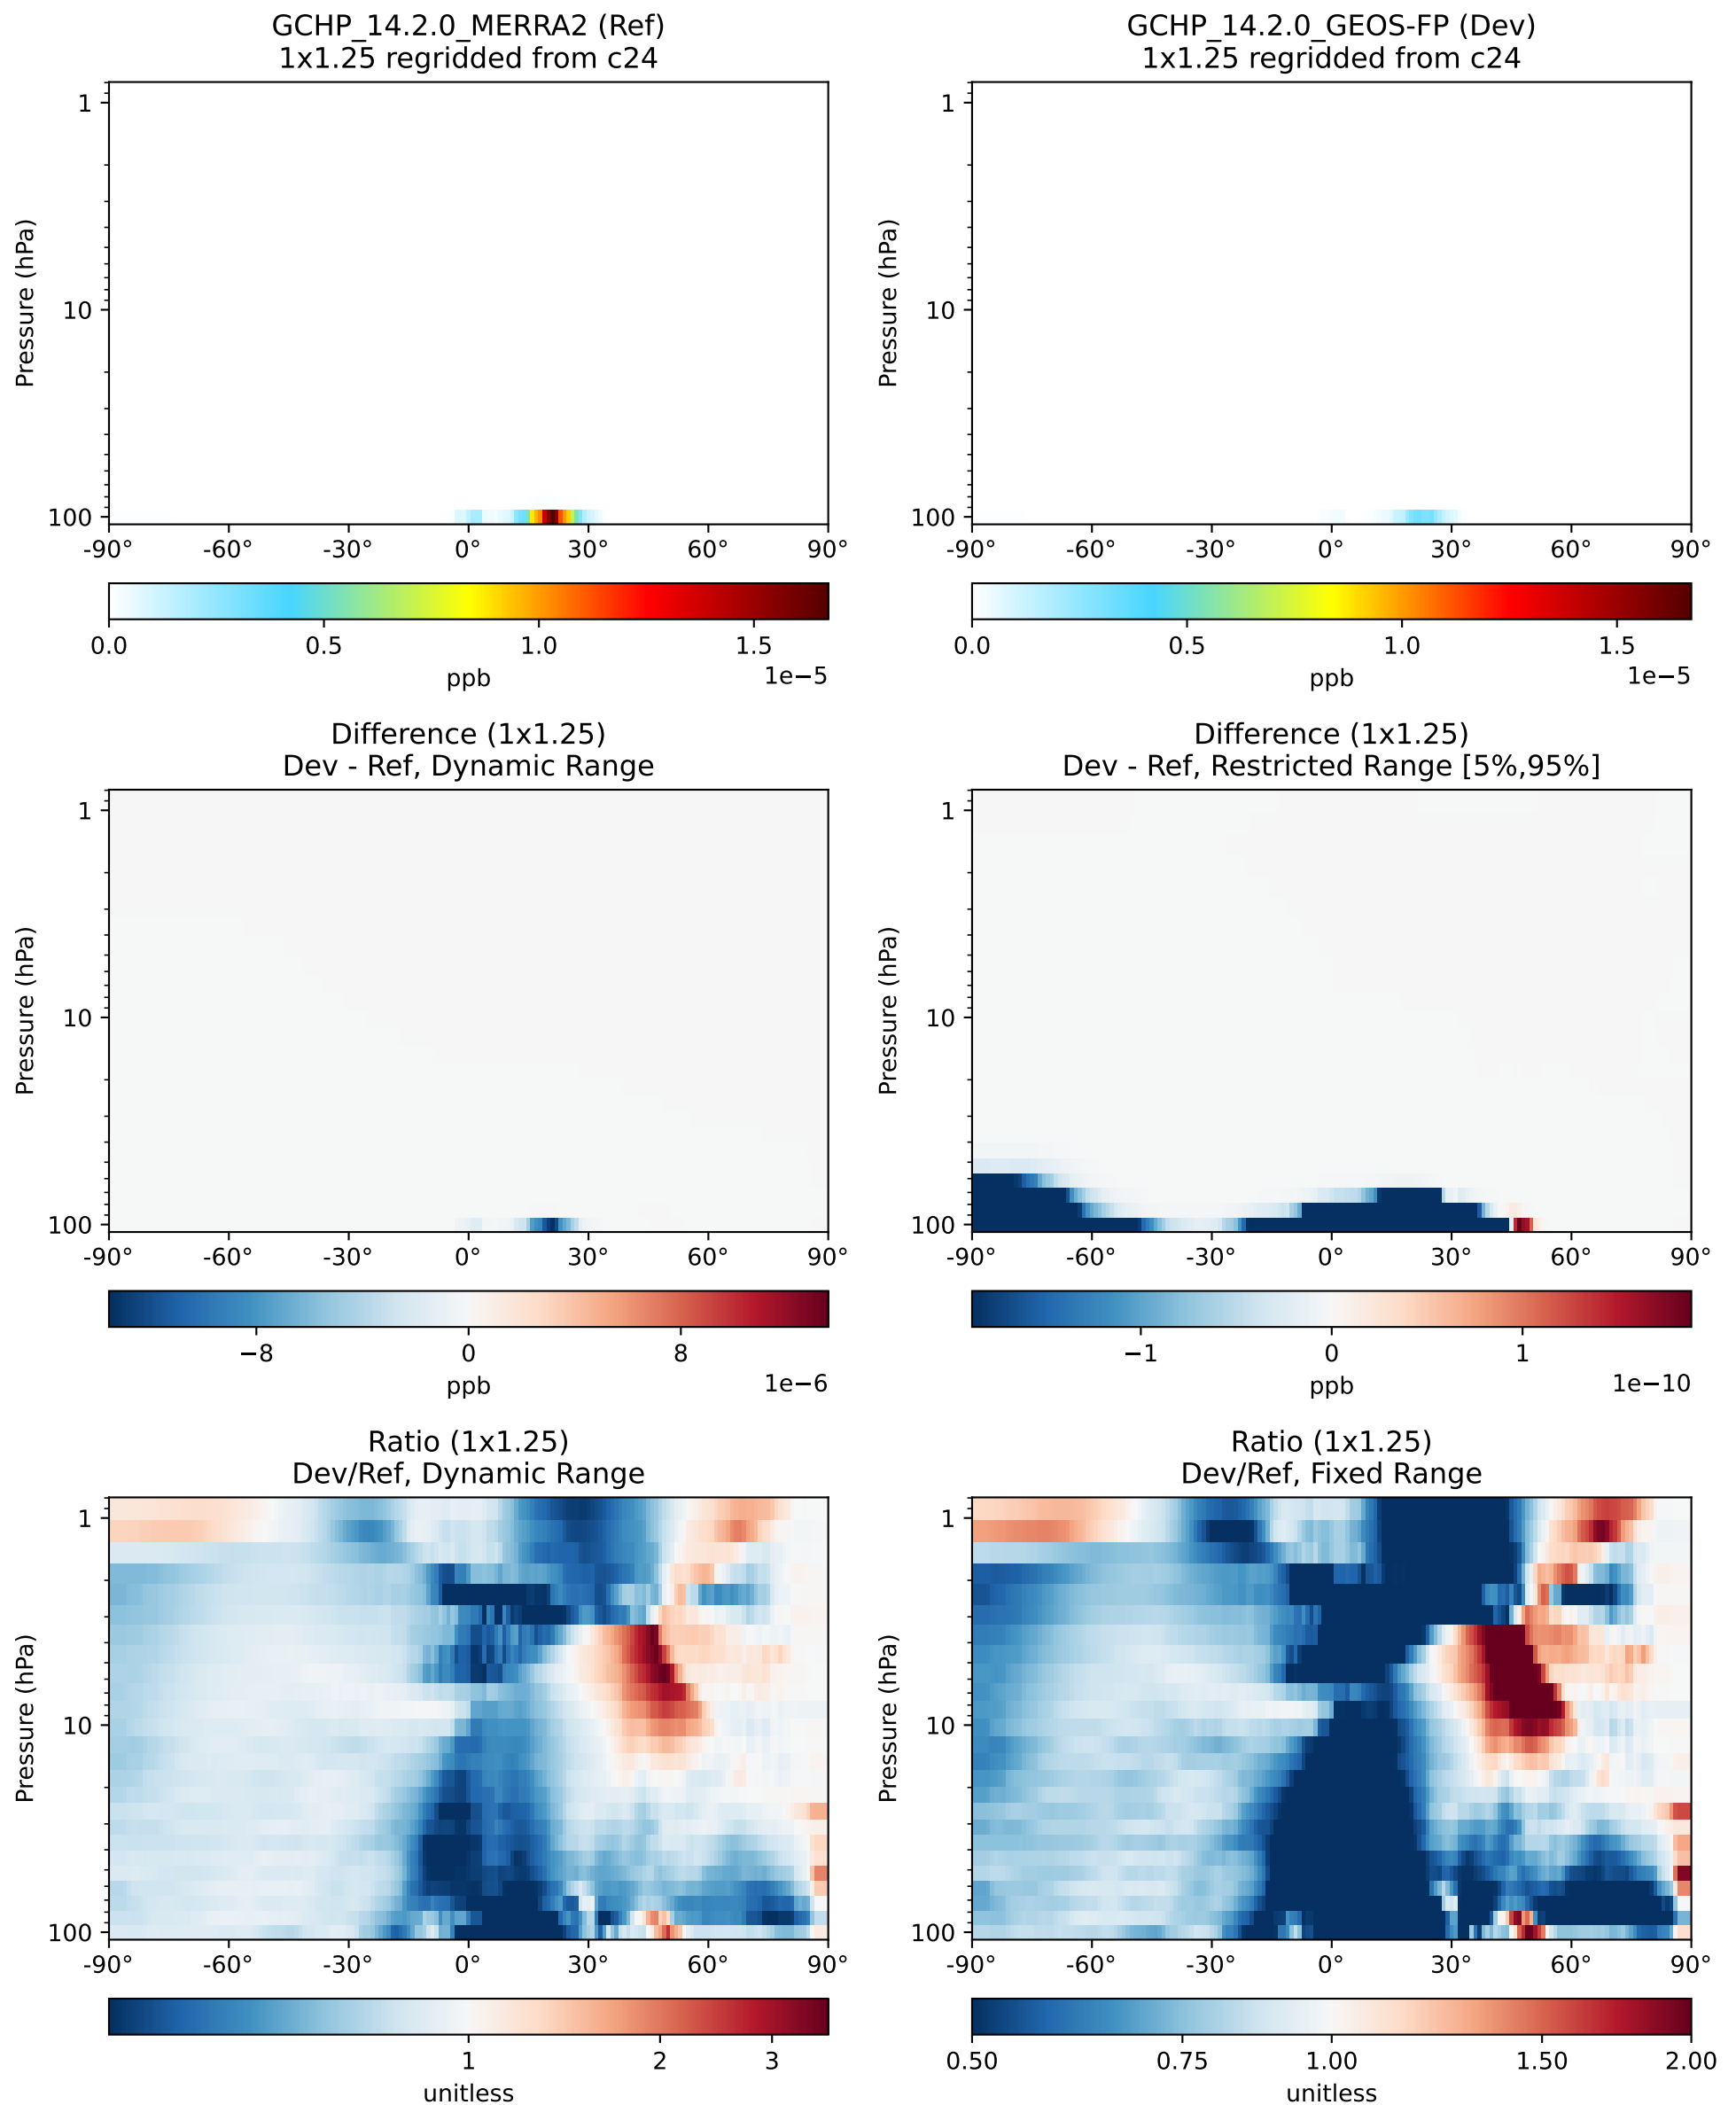 GCHP_14.2.0_MERRA2 (Ref)
1x1.25 regridded from c24
GCHP_14.2.0_GEOS-FP (Dev)
1x1.25 regridded from c24
Pressure (hPa)
1
10
100
-90° -60° -30° 0° 30° 60° 90°
0.0 0.5 1.0 1.5
1e−5
ppb
Pressure (hPa)
1
10
100
-90° -60° -30° 0° 30° 60° 90°
0.0 0.5 1.0 1.5
1e−5
ppb
Difference (1x1.25)
Dev - Ref, Dynamic Range
Difference (1x1.25)
Dev - Ref, Restricted Range [5%,95%]
Pressure (hPa)
1
10
100
-90° -60° -30° 0° 30° 60° 90°
−8 0 8
1e−6
ppb
Pressure (hPa)
1
10
100
-90° -60° -30° 0° 30° 60° 90°
−1 0 1
1e−10
ppb
Ratio (1x1.25)
Dev/Ref, Dynamic Range
Ratio (1x1.25)
Dev/Ref, Fixed Range
Pressure (hPa)
1
10
100
-90° -60° -30° 0° 30° 60° 90°
1 2 3
unitless
Pressure (hPa)
1
10
100
-90° -60° -30° 0° 30° 60° 90°
0.50 0.75 1.00 1.50 2.00
unitless